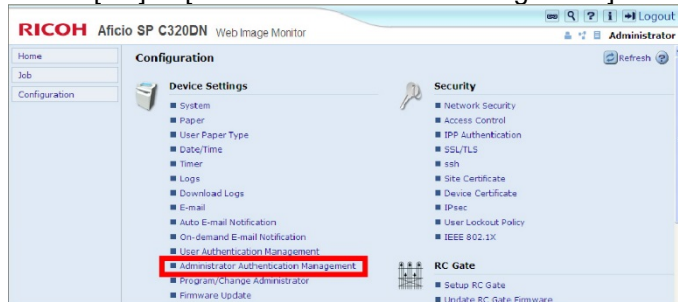 RICOH Aficio SP C320DN Web Image Monitor
Logout
Administrator
Home
Job
Configuration
Configuration
Refresh
Device Settings
System
Paper
User Paper Type
Date/Time
Timer
Logs
Download Logs
E-mail
Auto E-mail Notification
On-demand E-mail Notification
User Authentication Management
Administrator Authentication Management
Program/Change Administrator
Firmware Update
Security
Network Security
Access Control
IPP Authentication
SSL/TLS
ssh
Site Certificate
Device Certificate
IPsec
User Lockout Policy
IEEE 802.1X
RC Gate
Setup RC Gate
Update RC Gate Firmware